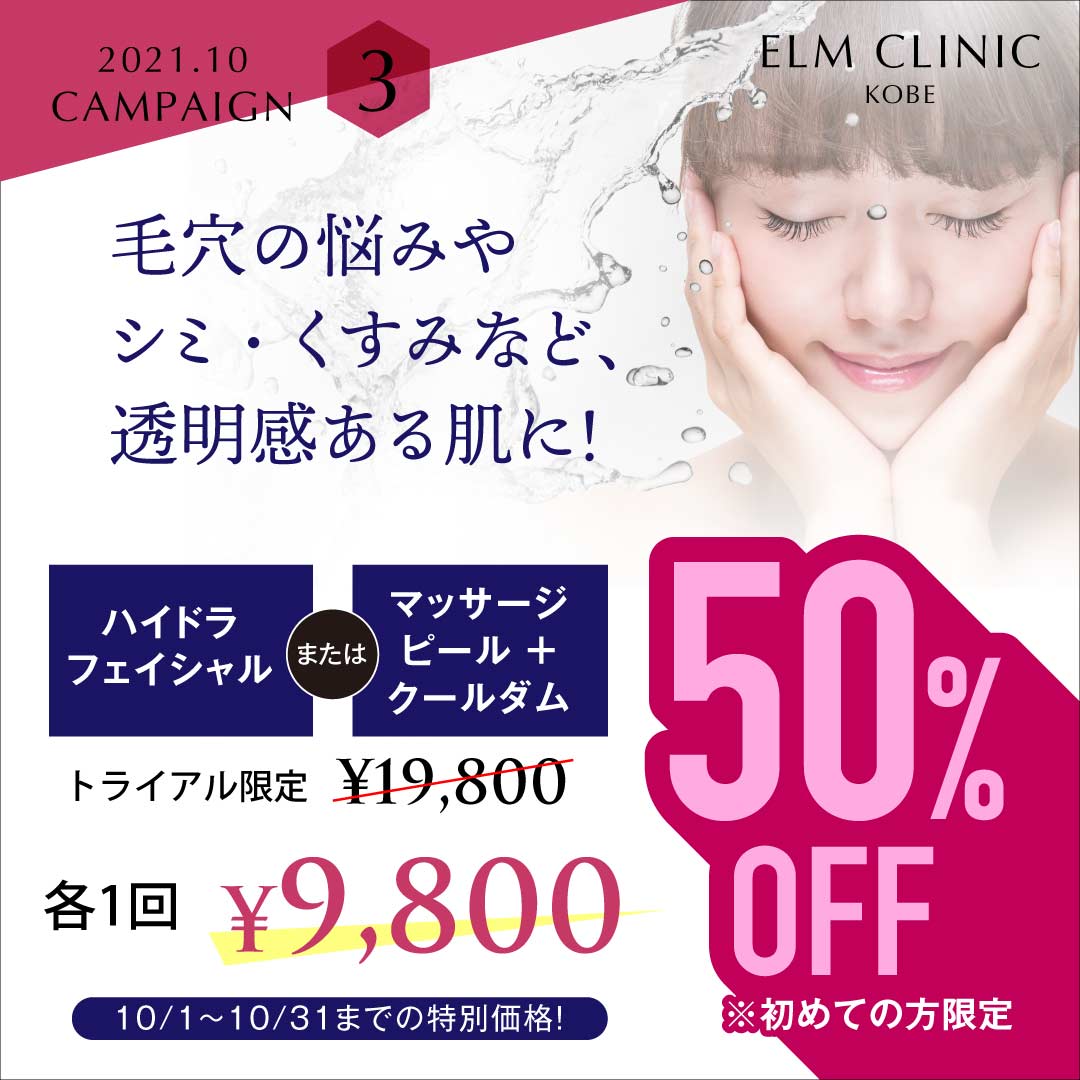 2021.10
CAMPAIGN
3
ELM CLINIC
KOBE
毛穴の悩みや
シミ・くすみなど、
透明感ある肌に!
ハイドラ
フェイシャル
または
マッサージ
ピール +
クールダム
トライアル限定 ¥19,800
各1回 ¥9,800
10/1~10/31までの特別価格!
50%
OFF
※初めての方限定